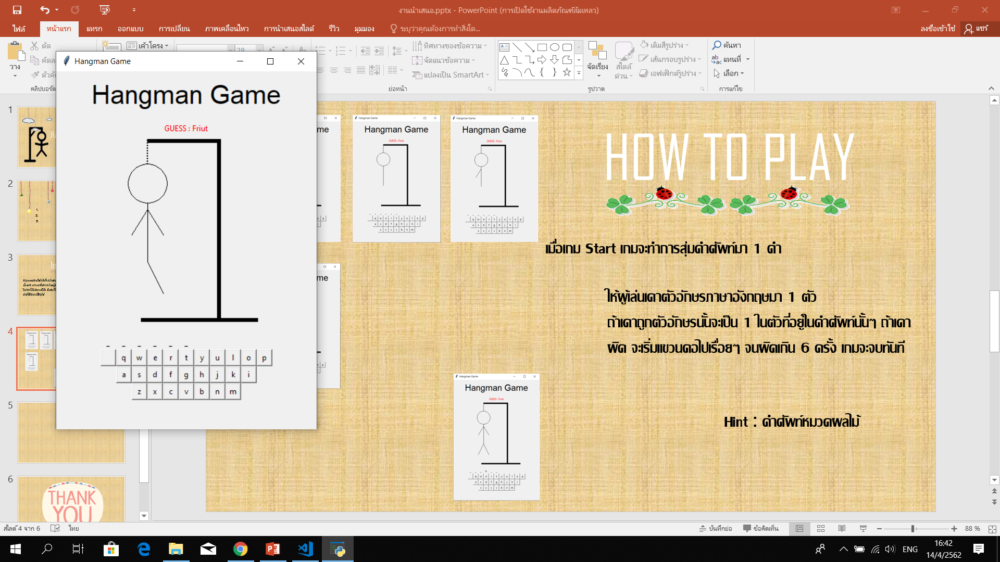 งานนำเสนอ.pptx - PowerPoint (การเปิดใช้งานผลิตภัณฑ์ล้มเหลว)
ไฟล์ หน้าแรก แทรก ออกแบบ การเปลี่ยน ภาพเคลื่อนไหว การนำเสนอสไลด์ รีวิว มุมมอง ระบุว่าคุณต้องการทำสิ่งใด... ลงชื่อเข้าใช้ แชร์
วาง
ตัด
คลิปบอร์ด
เค้าโครง
28
ทิศทางของข้อความ
จัดแนวข้อความ
แปลงเป็น SmartArt
ย่อหน้า
จัดเรียง
สไตล์ด่วน
เติมสีรูปร่าง
เส้นกรอบรูปร่าง
เอฟเฟ็กต์รูปร่าง
รูปวาด
ค้นหา
แทนที่
เลือก
การแก้ไข
Hangman Game
Hangman Game
GUESS : Friut
_ _ _ _ _ _
q w e r t y u l o p
a s d f g h j k i
z x c v b n m
1
2
3
4
5
6
THANK
YOU
me
Hangman Game
Hangman Game
GUESS : Friut
q w e r t y u l o p
a s d f g h j k i
z x c v b n m
Hangman Game
Hangman Game
GUESS : Friut
q w e r t y u l o p
a s d f g h j k i
z x c v b n m
me
Hangman Game
Hangman Game
GUESS : Friut
q w e r t y u l o p
a s d f g h j k i
z x c v b n m
HOW TO PLAY
เมื่อเกม Start เกมจะทำการสุ่มคำศัพท์มา 1 คำ
ให้ผู้เล่นเดาตัวอักษรภาษาอังกฤษมา 1 ตัว
ถ้าเดาถูกตัวอักษรนั้นจะเป็น 1 ในตัวที่อยู่ในคำศัพท์นั้นๆ ถ้าเดา
ผิด จะเริ่มแขวนคอไปเรื่อยๆ จนผิดเกิน 6 ครั้ง เกมจะจบทันที
Hint : คำศัพท์หมวดผลไม้
สไลด์ 4 จาก 6 ไทย บันทึกย่อ ข้อคิดเห็น 88 %
ENG
16:42
14/4/2562